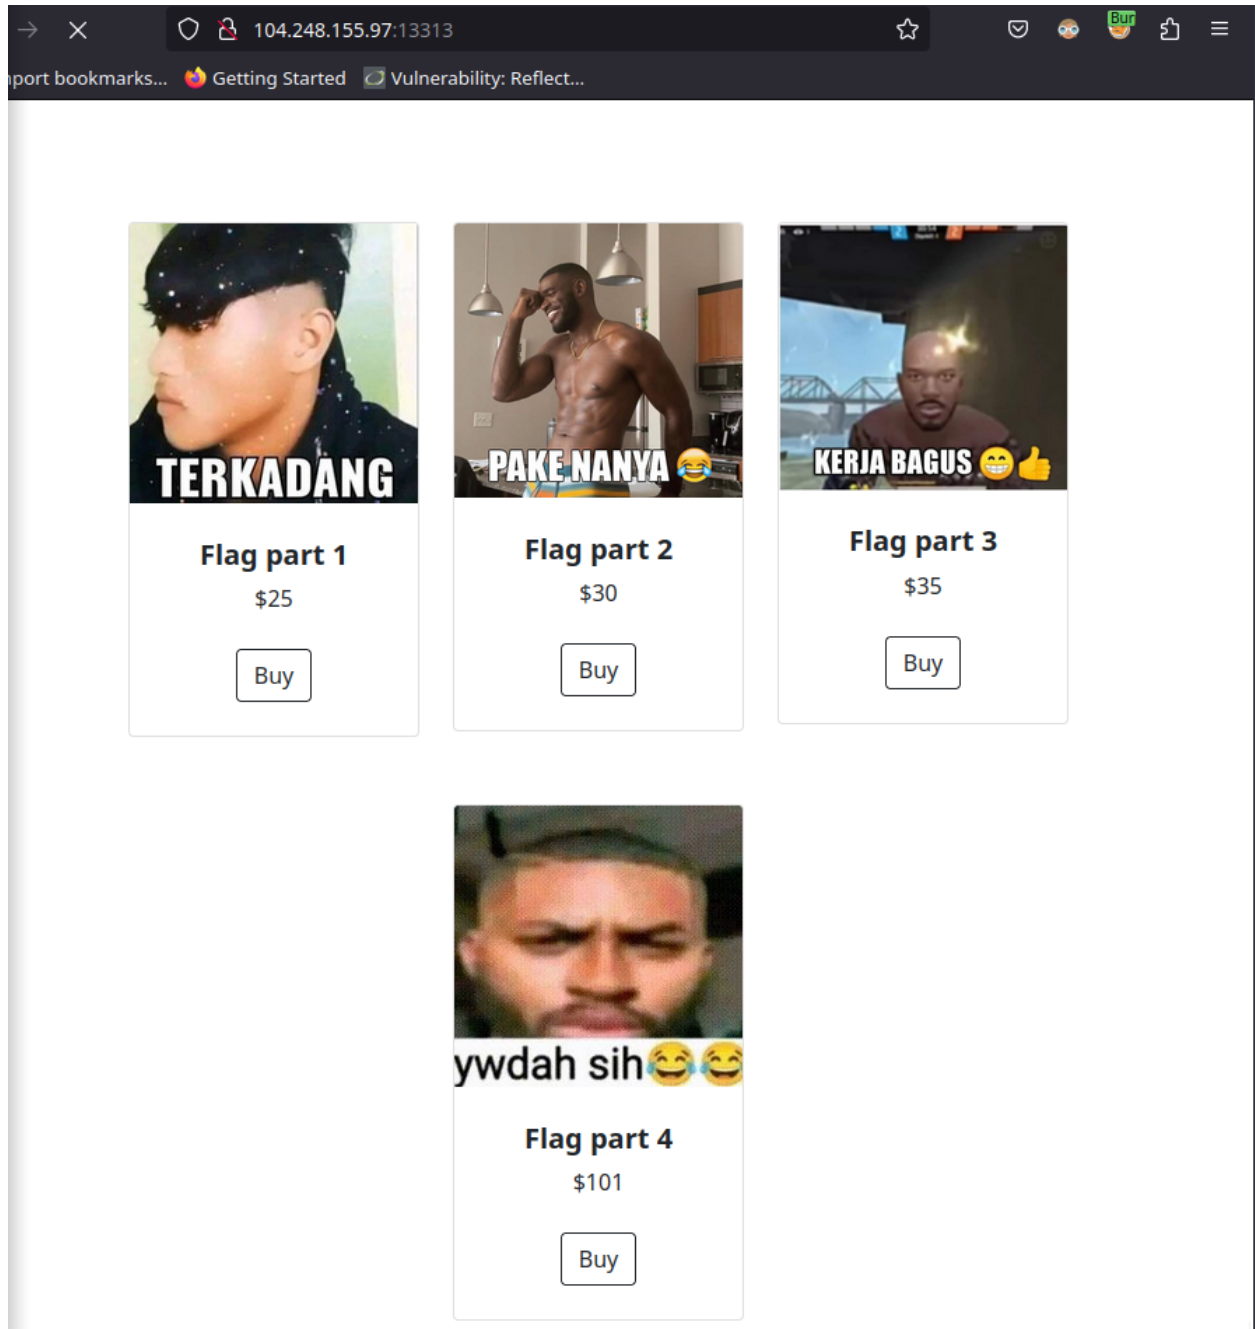 104.248.155.97:13313
Bur
port bookmarks... Getting Started Vulnerability: Reflect...
TERKADANG
PAKE NANYA 😂
KERJA BAGUS 😁👍
Flag part 1
$25
Buy
Flag part 2
$30
Buy
Flag part 3
$35
Buy
ywdah sih😂😂
Flag part 4
$101
Buy